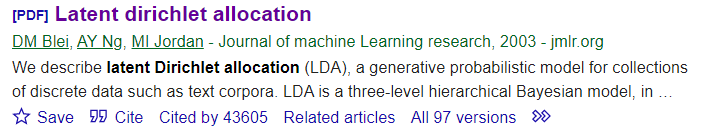 [PDF] Latent dirichlet allocation
DM Blei, AY Ng, MI Jordan - Journal of machine Learning research, 2003 - jmlr.org
We describe latent Dirichlet allocation (LDA), a generative probabilistic model for collections
of discrete data such as text corpora. LDA is a three-level hierarchical Bayesian model, in …
Save Cite Cited by 43605 Related articles All 97 versions